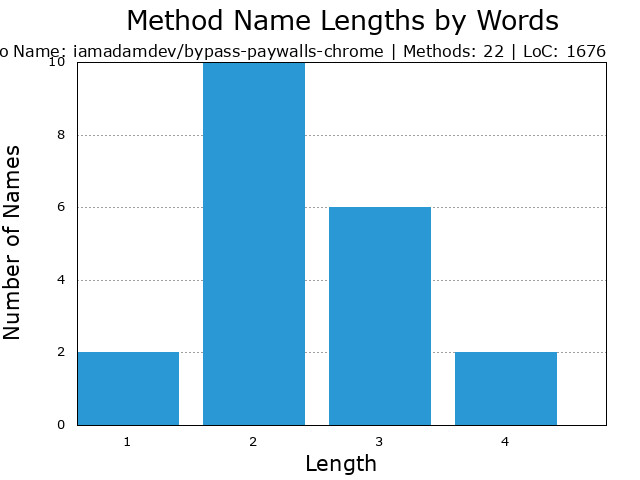 Method Name Lengths by Words
o Name: iamadamdev/bypass-paywalls-chrome | Methods: 22 | LoC: 1676
10
8
6
4
2
0
Number of Names
1 2 3 4
Length